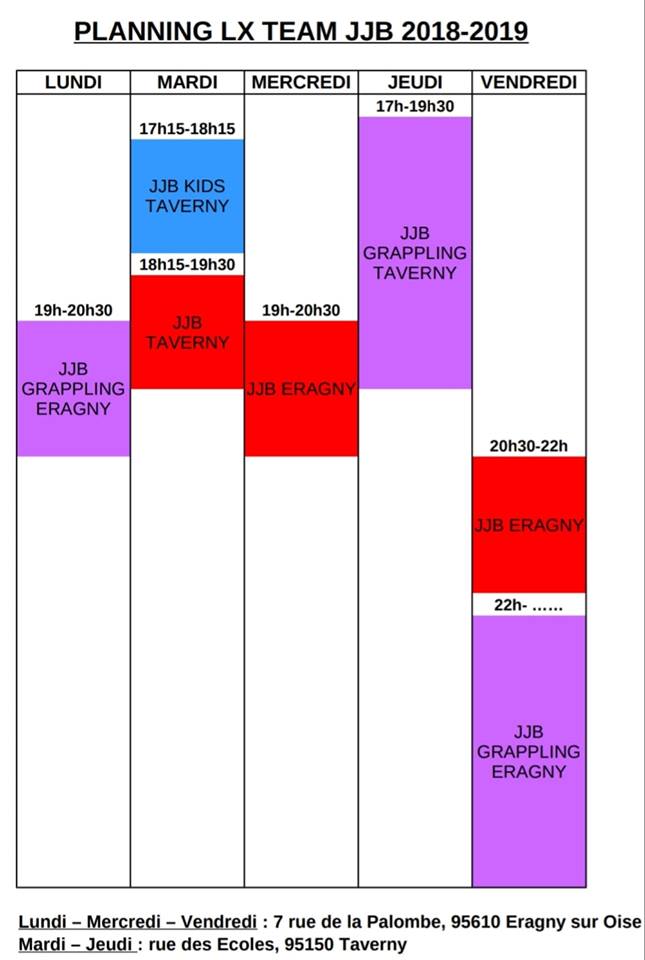 PLANNING LX TEAM JJB 2018-2019
LUNDI MARDI MERCREDI JEUDI VENDREDI
17h-19h30
17h15-18h15
JJB KIDS
TAVERNY
JJB
GRAPPLING
TAVERNY
18h15-19h30
19h-20h30
JJB
TAVERNY
19h-20h30
JJB
GRAPPLING
ERAGNY
JJB ERAGNY
20h30-22h
JJB ERAGNY
22h- ……
JJB
GRAPPLING
ERAGNY
Lundi – Mercredi – Vendredi : 7 rue de la Palombe, 95610 Eragny sur Oise
Mardi – Jeudi : rue des Ecoles, 95150 Taverny